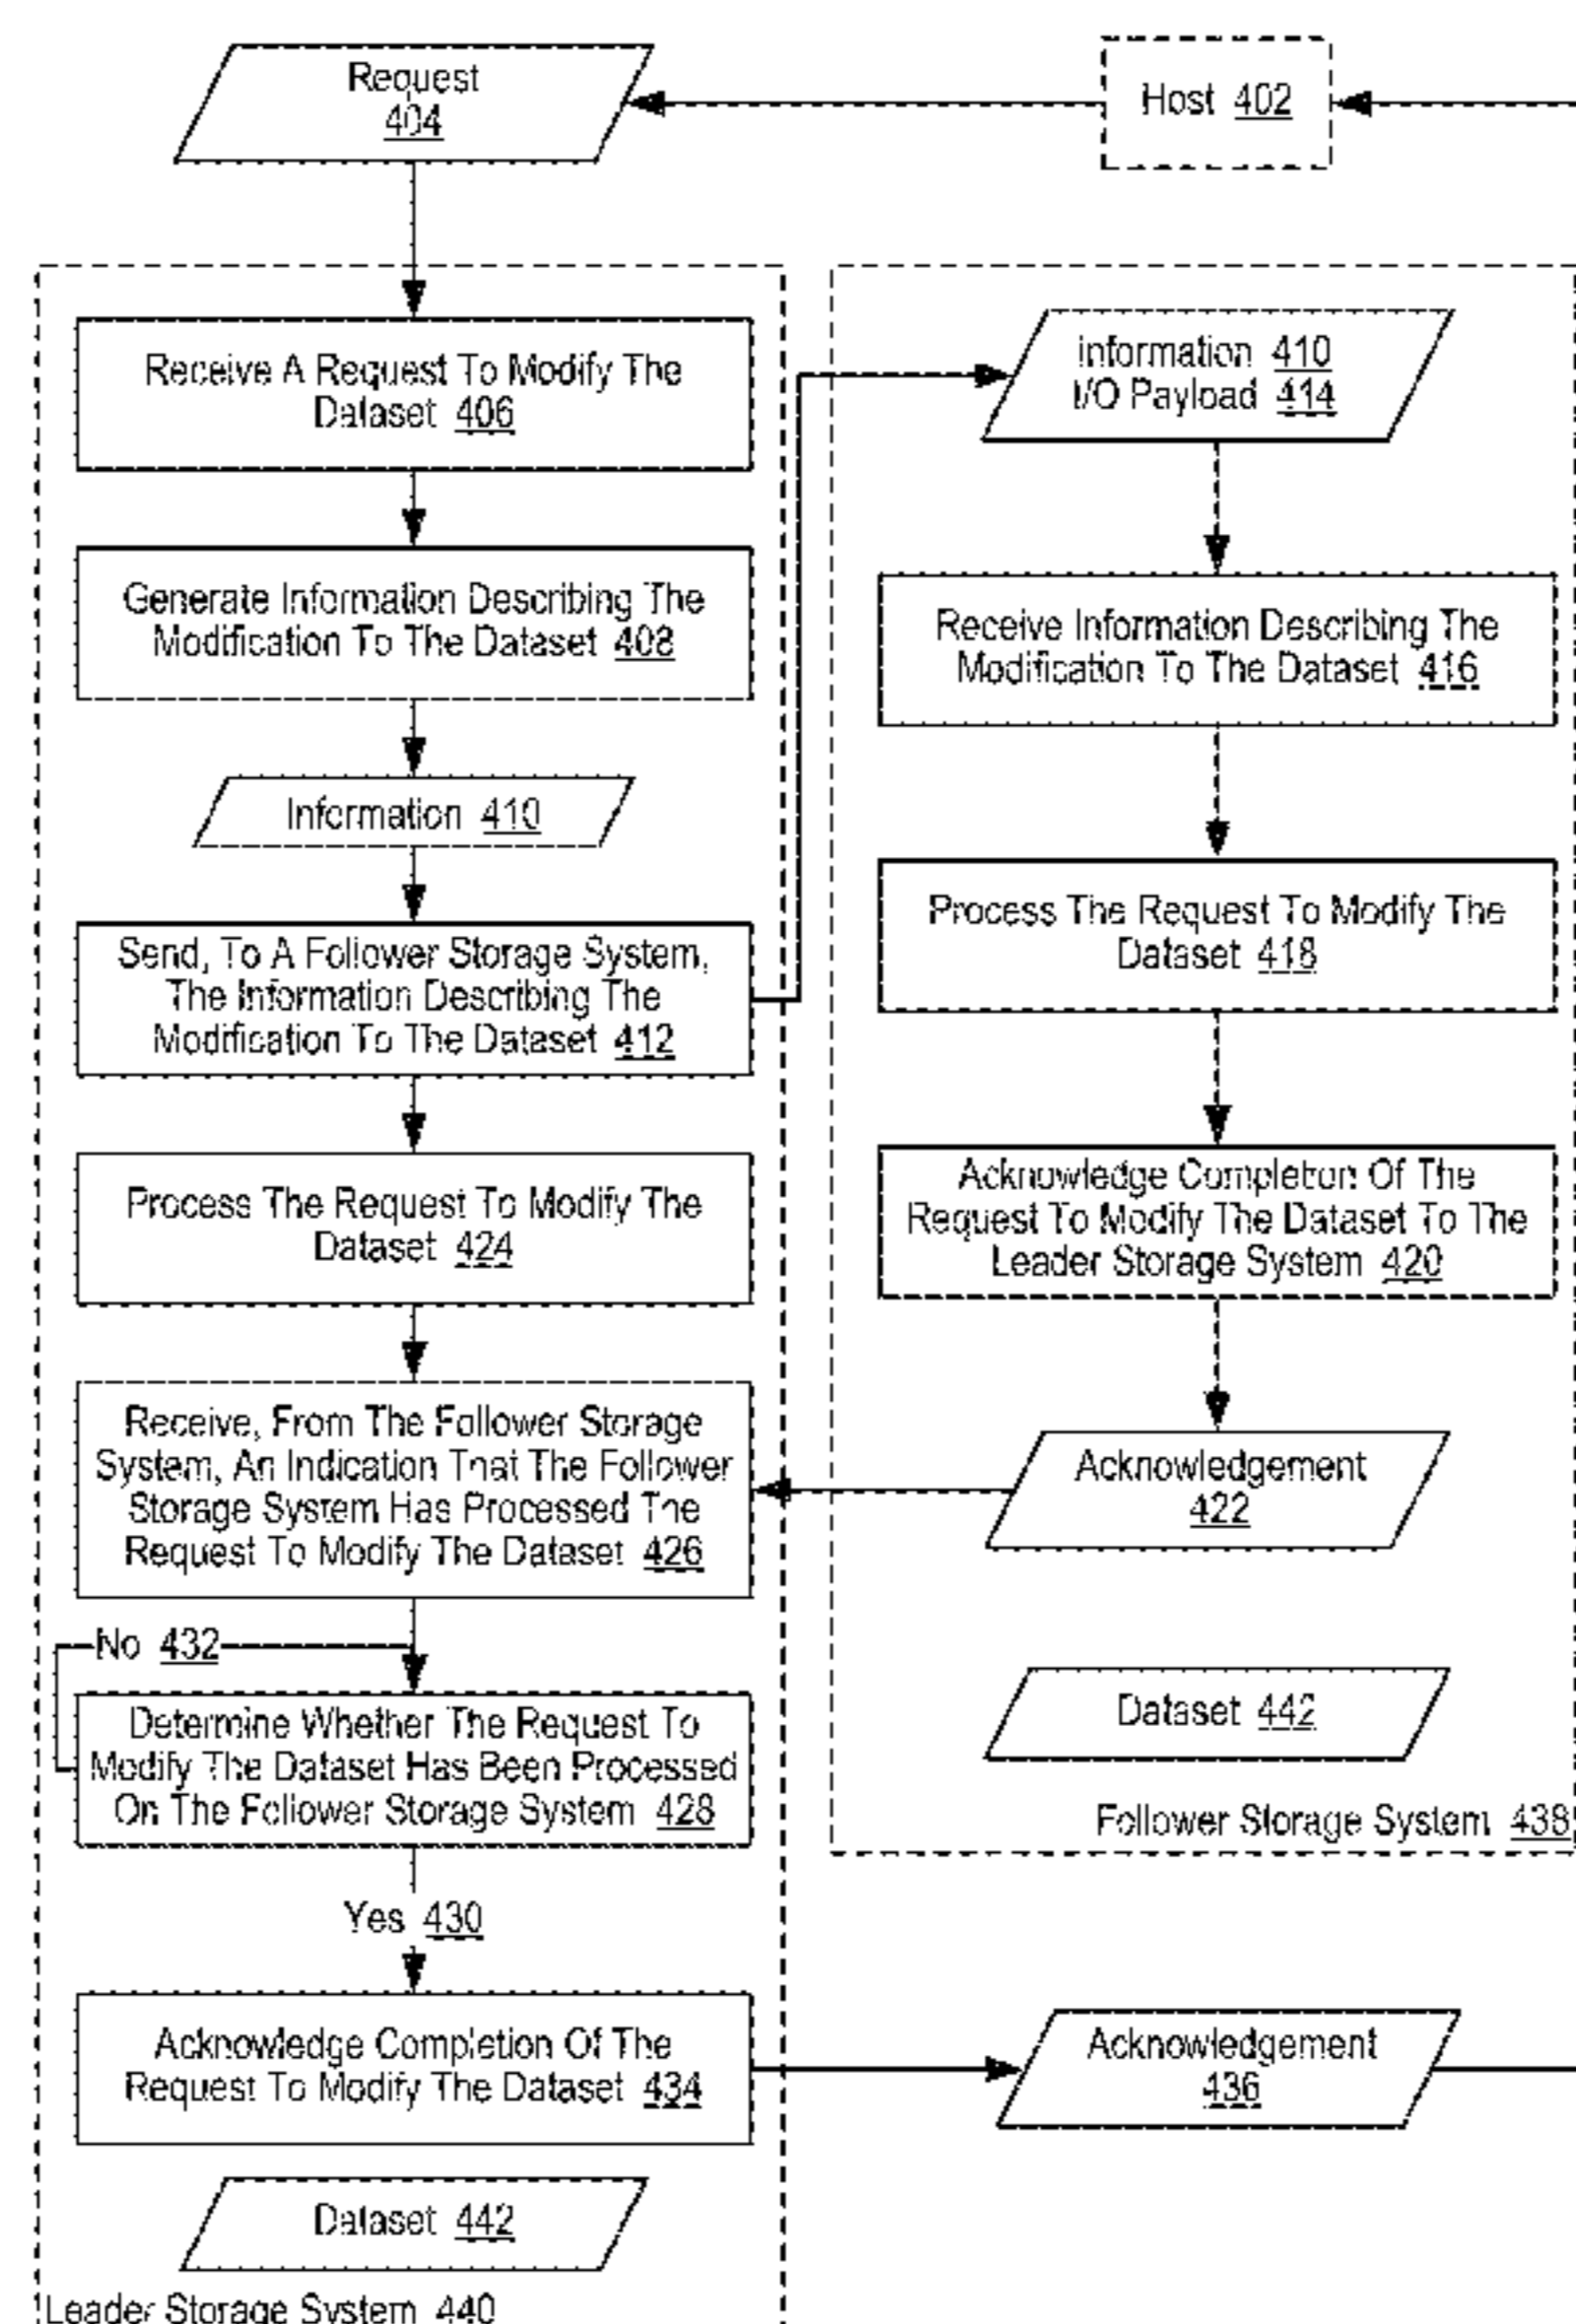 Request
404
Host 402
Receive A Request To Modify The
Dataset 406
Generate Information Describing The
Modification To The Dataset 408
Information 410
Send, To A Follower Storage System,
The Information Describing The
Modification To The Dataset 412
Process The Request To Modify The
Dataset 424
Receive, From The Follower Storage
System, An Indication That The Follower
Storage System Has Processed The
Request To Modify The Dataset 426
No 432
Determine Whether The Request To
Modify The Dataset Has Been Processed
On The Follower Storage System 428
Yes 430
Acknowledge Completion Of The
Request To Modify The Dataset 434
Dataset 442
Leader Storage System 440
Information 410
I/O Payload 414
Receive Information Describing The
Modification To The Dataset 416
Process The Request To Modify The
Dataset 418
Acknowledge Completion Of The
Request To Modify The Dataset To The
Leader Storage System 420
Acknowledgement
422
Dataset 442
Follower Storage System 438
Acknowledgement
436